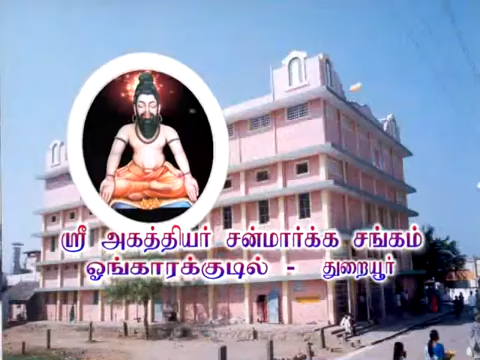 ஸ்ரீ அகத்தியர் சன்மார்க்க சங்கம்
ஓங்காரக்குடில் - துறையூர்